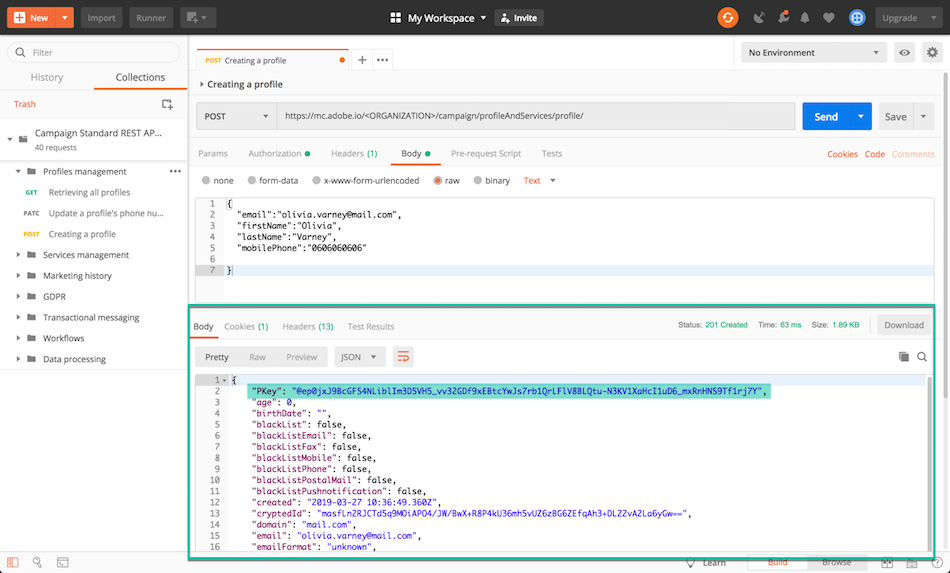 New Import Runner My Workspace Invite Upgrade
Filter
History Collections
Trash
Campaign Standard REST AP...
40 requests
Profiles management
GET Retrieving all profiles
PATC Update a profile's phone nu...
POST Creating a profile
Services management
Marketing history
GDPR
Transactional messaging
Workflows
Data processing
POST Creating a profile
No Environment
Creating a profile
POST https://mc.adobe.io/<ORGANIZATION>/campaign/profileAndServices/profile/ Send Save
Params Authorization Headers (1) Body Pre-request Script Tests Cookies Code Comments
none form-data x-www-form-urlencoded raw binary Text
1 {
2 "email":"olivia.varney@mail.com",
3 "firstName":"Olivia",
4 "lastName":"Varney",
5 "mobilePhone":"0606060606"
6
7 }
Body Cookies (1) Headers (13) Test Results Status: 201 Created Time: 63 ms Size: 1.89 KB Download
Pretty Raw Preview JSON
1 {
2 "PKey": "@ep0jxJ9BcGFS4NLiblIm3D5VH5_vv32GDf9xEBtcYwJs7rb1QrLFlV8BLQtu-N3KV1XaHcI1uD6_mxRnHNS9Tf1rj7Y",
3 "age": 0,
4 "birthDate": "",
5 "blackList": false,
6 "blackListEmail": false,
7 "blackListFax": false,
8 "blackListMobile": false,
9 "blackListPhone": false,
10 "blackListPostalMail": false,
11 "blackListPushnotification": false,
12 "created": "2019-03-27 10:36:49.360Z",
13 "cryptedId": "masfLn2RJCTd5q9MOiAPO4/JW/BwX+R8P4kU36mh5vUZ6zBG6ZEfqAh3+DL22vA2La6yGw==",
14 "domain": "mail.com",
15 "email": "olivia.varney@mail.com",
16 "emailFormat": "unknown",
Learn Build Browse